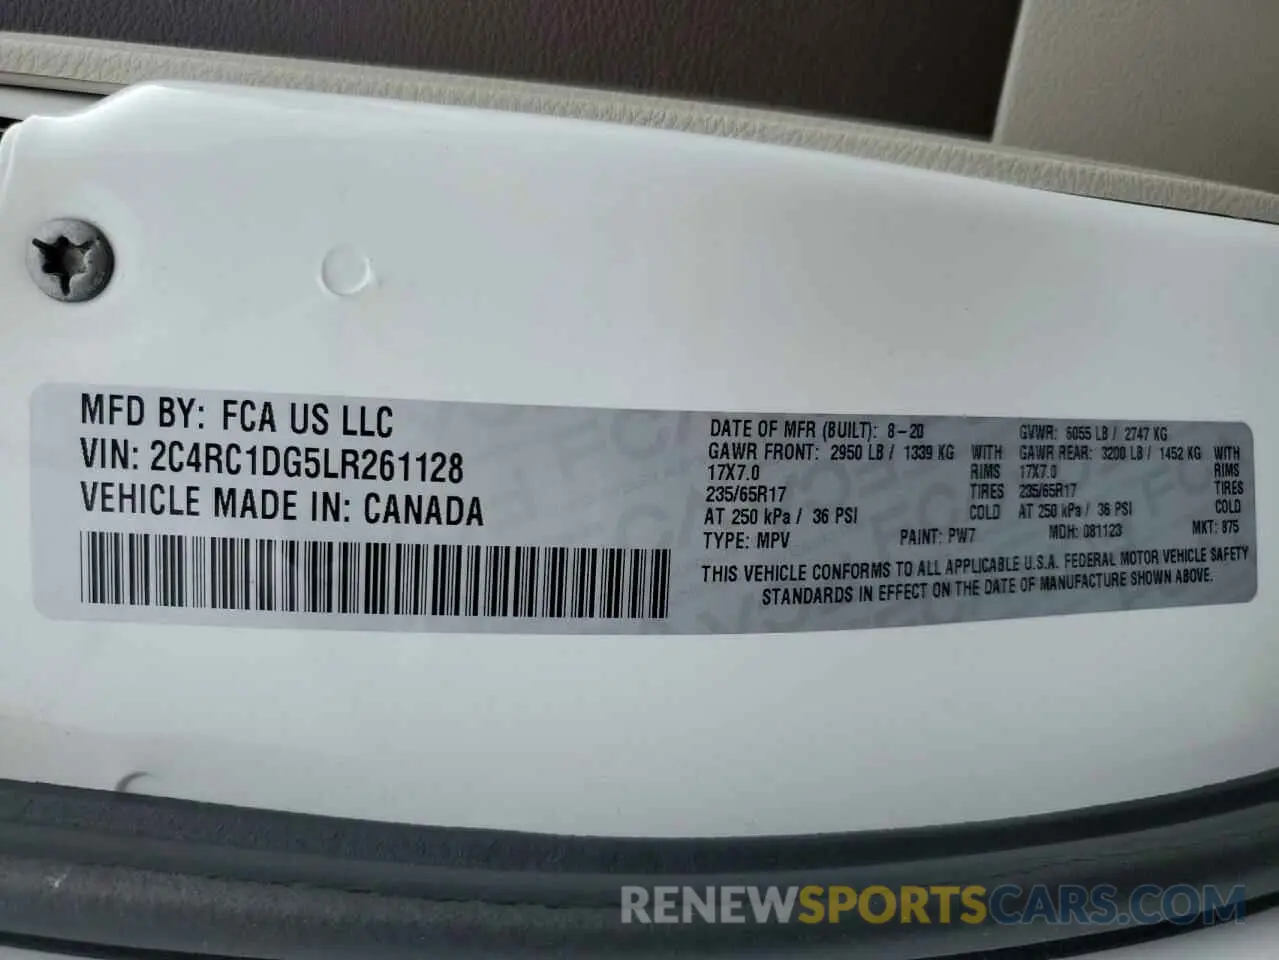 MFD BY: FCA US LLC
VIN: 2C4RC1DG5LR261128
VEHICLE MADE IN: CANADA
DATE OF MFR (BUILT): 8-20 GVWR: 6055 LB / 2747 KG
GAWR FRONT: 2950 LB / 1339 KG WITH GAWR REAR: 3200 LB / 1452 KG WITH
17X7.0 RIMS 17X7.0 RIMS
235/65R17 TIRES 235/65R17 TIRES
AT 250 kPa / 36 PSI COLD AT 250 kPa / 36 PSI COLD
TYPE: MPV PAINT: PW7 MDH: 081123 MKT: 875
THIS VEHICLE CONFORMS TO ALL APPLICABLE U.S.A. FEDERAL MOTOR VEHICLE SAFETY
STANDARDS IN EFFECT ON THE DATE OF MANUFACTURE SHOWN ABOVE.
RENEWSPORTSCARS.COM